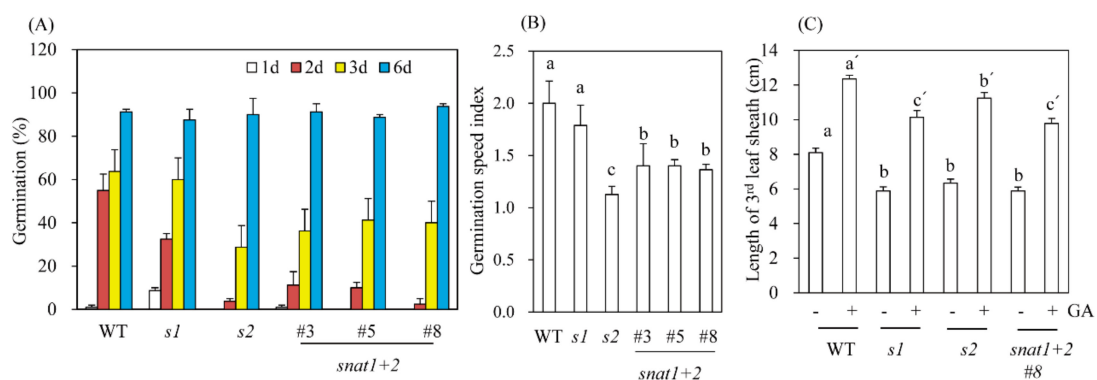 (A)
120
100
80
60
40
20
0
Germination (%)
1d 2d 3d 6d
WT s1 s2 #3 #5 #8
snat1+2
(B)
2.5
2.0
1.5
1.0
0.5
0.0
Germination speed index
a a c b b b
WT s1 s2 #3 #5 #8
snat1+2
(C)
14
12
10
8
6
4
2
0
Length of 3rd leaf sheath (cm)
a a´ b c´ b b´ b c´
- + - + - + - + GA
WT s1 s2 snat1+2
#8